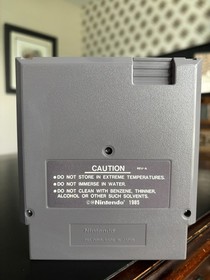 CAUTION
•DO NOT STORE IN EXTREME TEMPERATURES.
•DO NOT IMMERSE IN WATER.
•DO NOT CLEAN WITH BENZENE, THINNER,
ALCOHOL OR OTHER SUCH SOLVENTS.
©®Nintendo® 1985
Nintendo